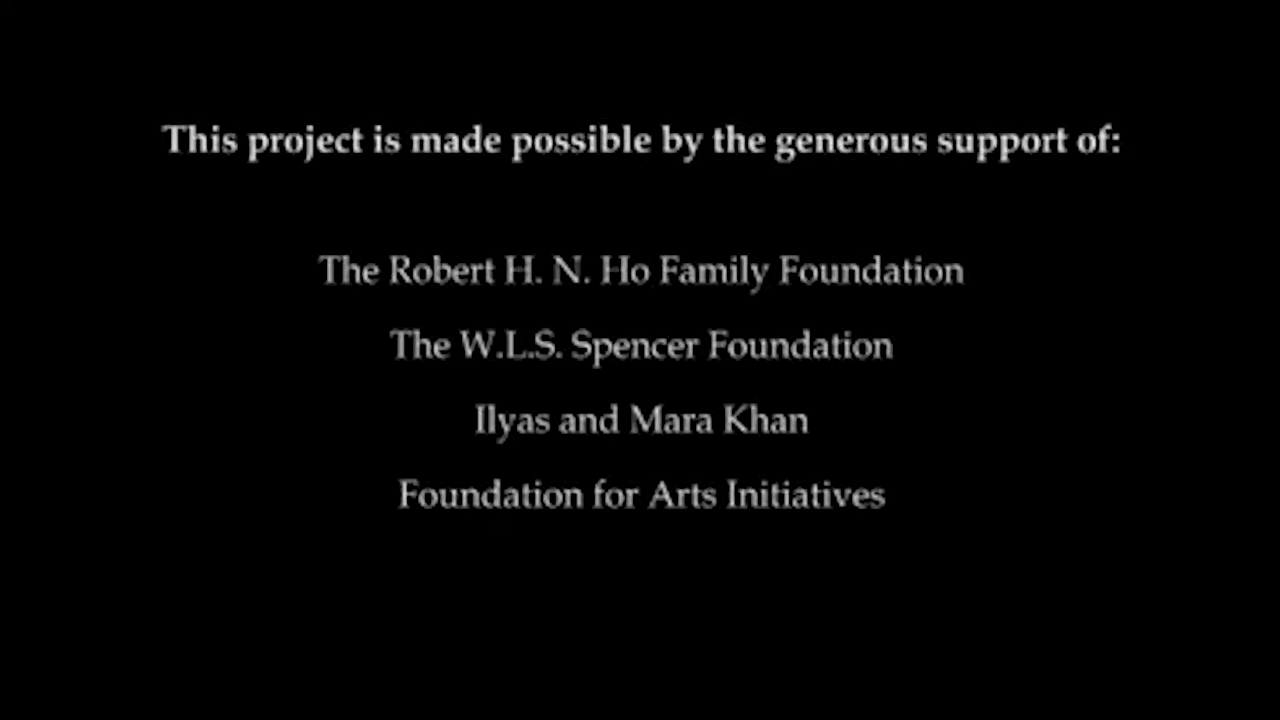 This project is made possible by the generous support of:
The Robert H. N. Ho Family Foundation
The W.L.S. Spencer Foundation
Ilyas and Mara Khan
Foundation for Arts Initiatives